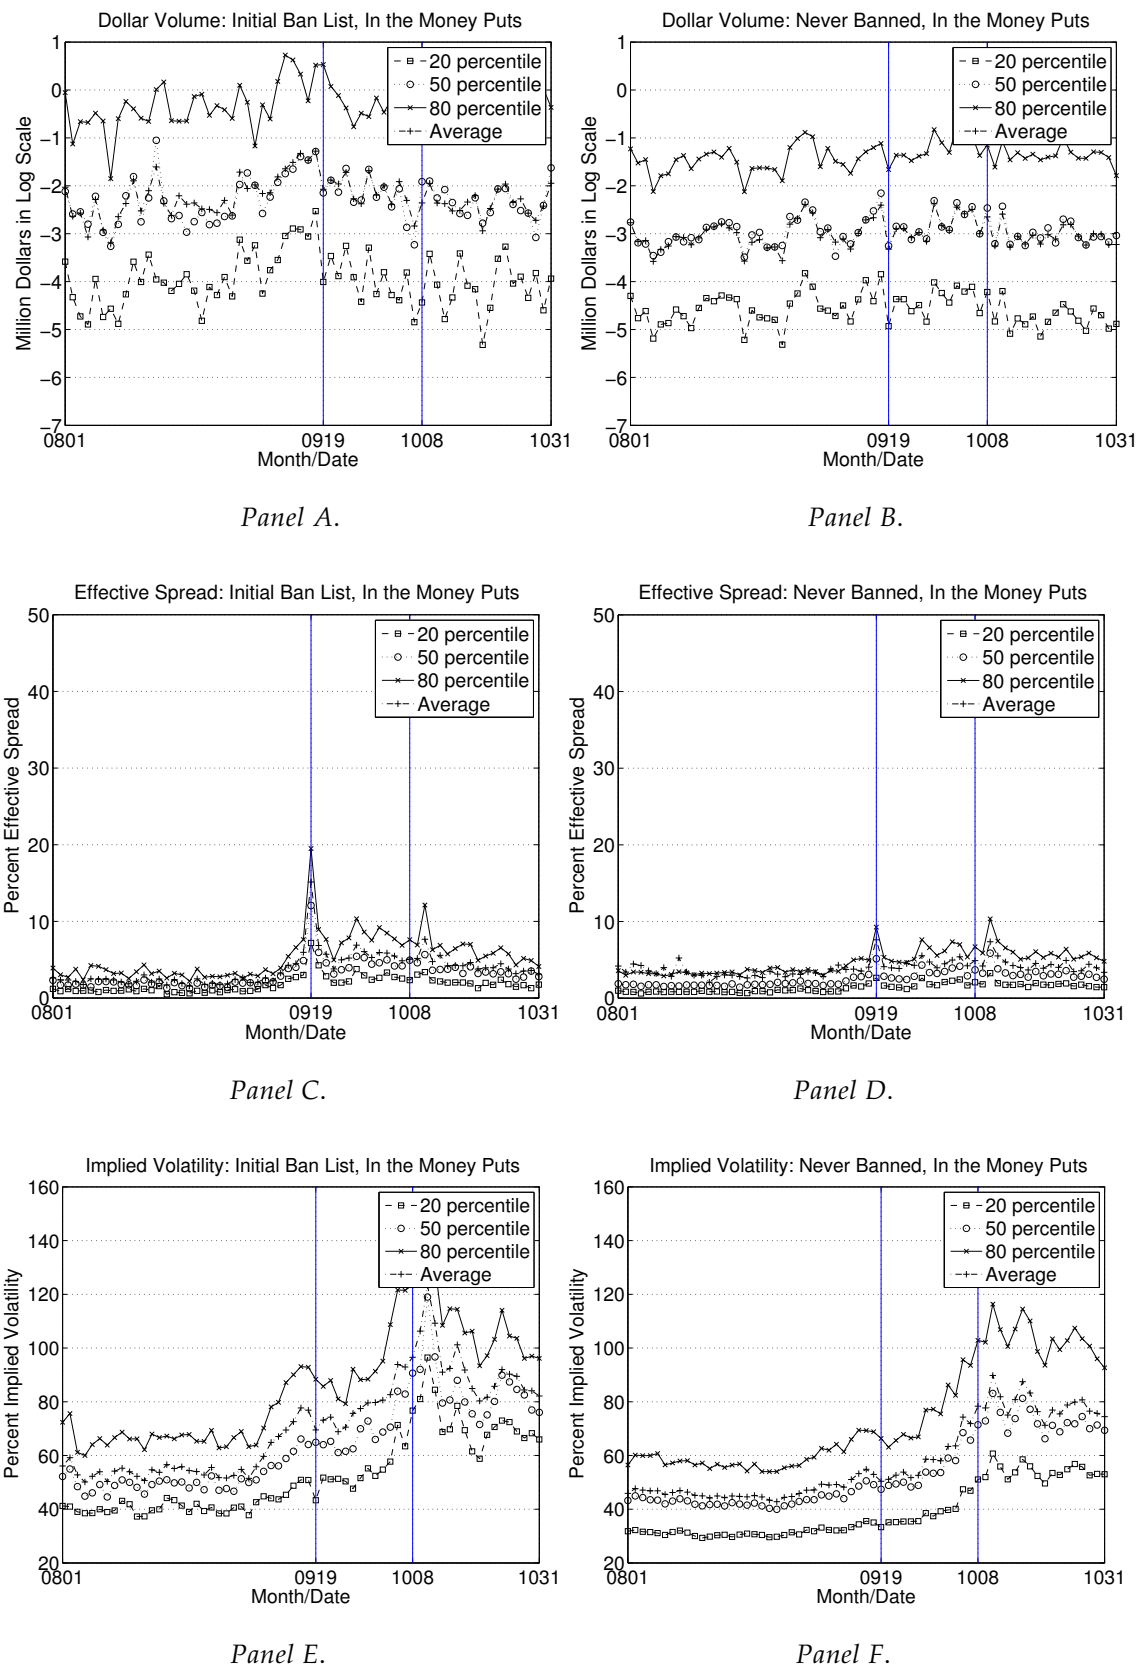 Dollar Volume: Initial Ban List, In the Money Puts
1
0
−1
−2
−3
−4
−5
−6
−7
Million Dollars in Log Scale
20 percentile
50 percentile
80 percentile
Average
0801
0919
1008
1031
Month/Date
Panel A.
Dollar Volume: Never Banned, In the Money Puts
1
0
−1
−2
−3
−4
−5
−6
−7
Million Dollars in Log Scale
20 percentile
50 percentile
80 percentile
Average
0801
0919
1008
1031
Month/Date
Panel B.
Effective Spread: Initial Ban List, In the Money Puts
50
40
30
20
10
0
Percent Effective Spread
20 percentile
50 percentile
80 percentile
Average
0801
0919
1008
1031
Month/Date
Panel C.
Effective Spread: Never Banned, In the Money Puts
50
40
30
20
10
0
Percent Effective Spread
20 percentile
50 percentile
80 percentile
Average
0801
0919
1008
1031
Month/Date
Panel D.
Implied Volatility: Initial Ban List, In the Money Puts
160
140
120
100
80
60
40
20
Percent Implied Volatility
20 percentile
50 percentile
80 percentile
Average
0801
0919
1008
1031
Month/Date
Panel E.
Implied Volatility: Never Banned, In the Money Puts
160
140
120
100
80
60
40
20
Percent Implied Volatility
20 percentile
50 percentile
80 percentile
Average
0801
0919
1008
1031
Month/Date
Panel F.